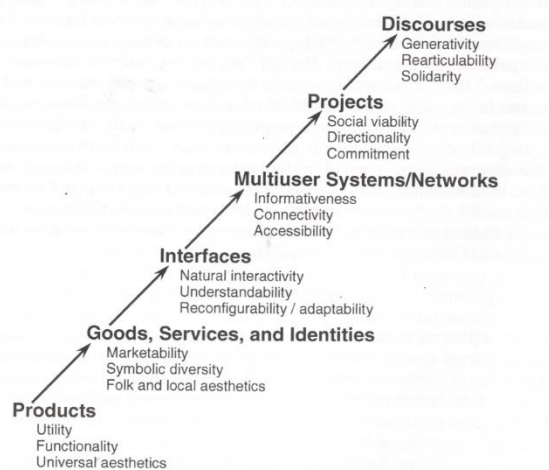 Discourses
Generativity
Rearticulability
Solidarity
Projects
Social viability
Directionality
Commitment
Multiuser Systems/Networks
Informativeness
Connectivity
Accessibility
Interfaces
Natural interactivity
Understandability
Reconfigurability / adaptability
Goods, Services, and Identities
Marketability
Symbolic diversity
Folk and local aesthetics
Products
Utility
Functionality
Universal aesthetics